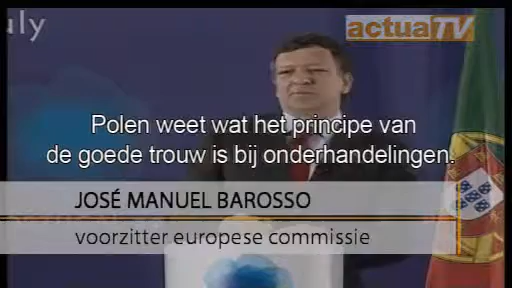 uly
actuaTV
Polen weet wat het principe van
de goede trouw is bij onderhandelingen.
JOSÉ MANUEL BAROSSO
voorzitter europese commissie